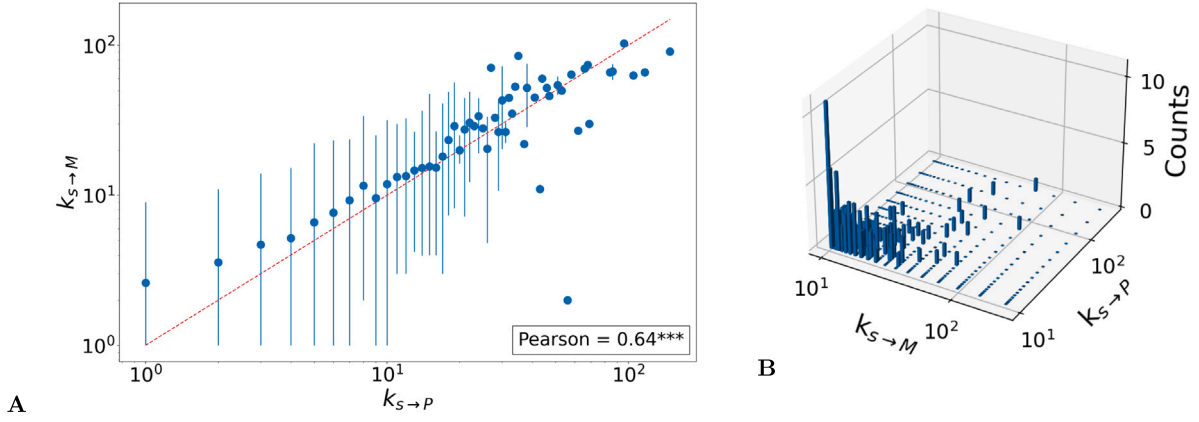 10²
10¹
10⁰
k_{s→M}
Pearson = 0.64***
10⁰
10¹
10²
k_{s→P}
A
10
5
0
Counts
10¹
10²
k_{s→M}
10¹
10²
k_{s→P}
B